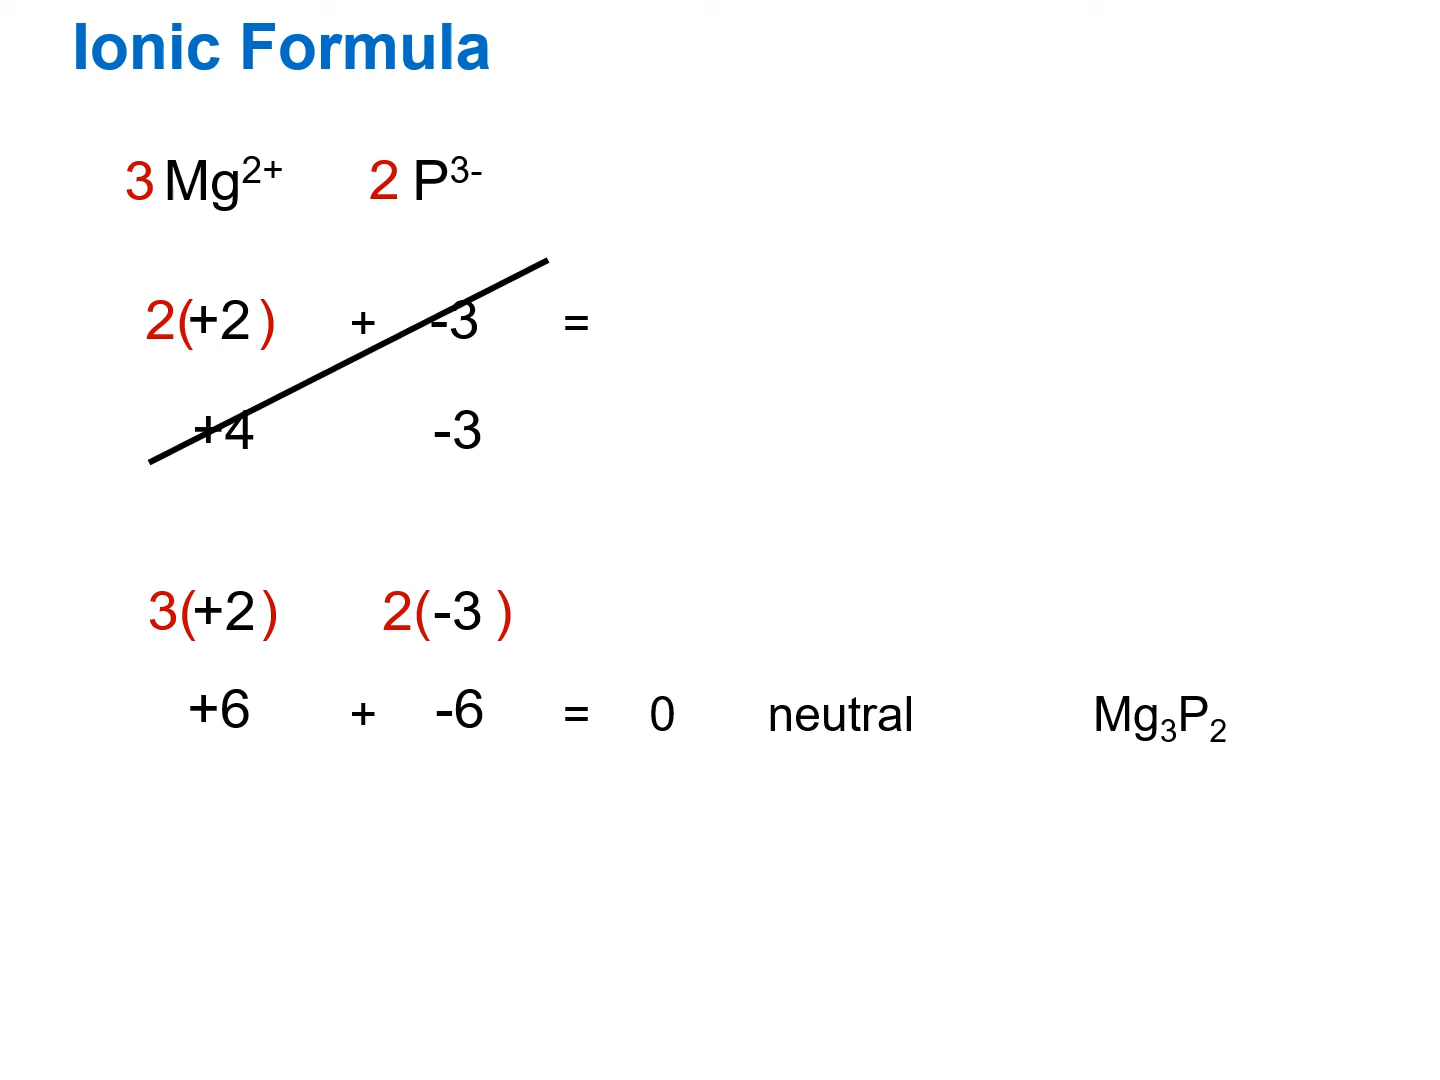 Ionic Formula
3 Mg²⁺ 2 P³⁻
2(+2 ) + -3 =
+4 -3
3(+2 ) 2(-3 )
+6 + -6 = 0 neutral Mg₃P₂